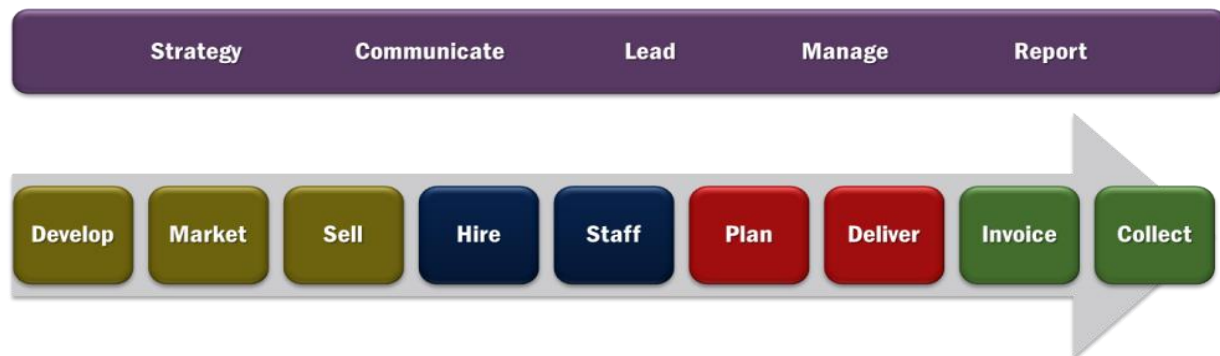 Strategy Communicate Lead Manage Report
Develop Market Sell Hire Staff Plan Deliver Invoice Collect